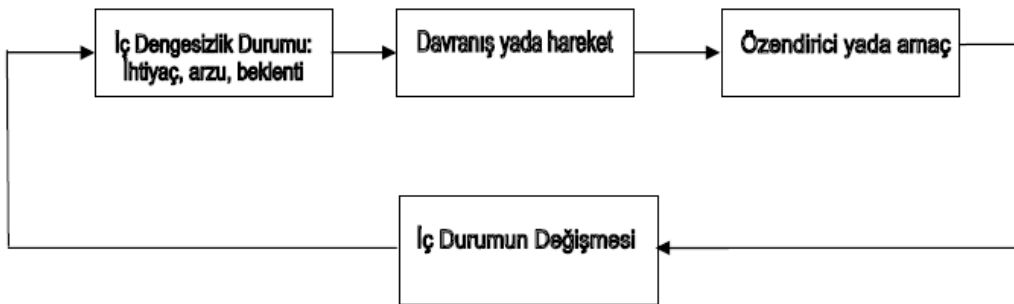 İç Dengesizlik Durumu:
İhtiyaç, arzu, beklenti
Davranış yada hareket
Özendirici yada amaç
İç Durumun Değişmesi